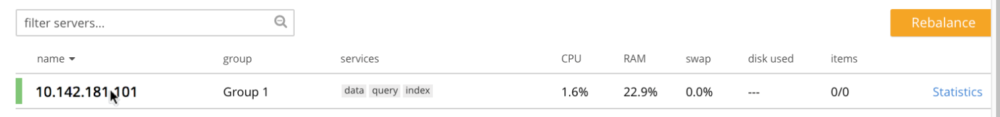 filter servers...
Rebalance
name group services CPU RAM swap disk used items
10.142.181.101 Group 1 data query index 1.6% 22.9% 0.0% --- 0/0 Statistics